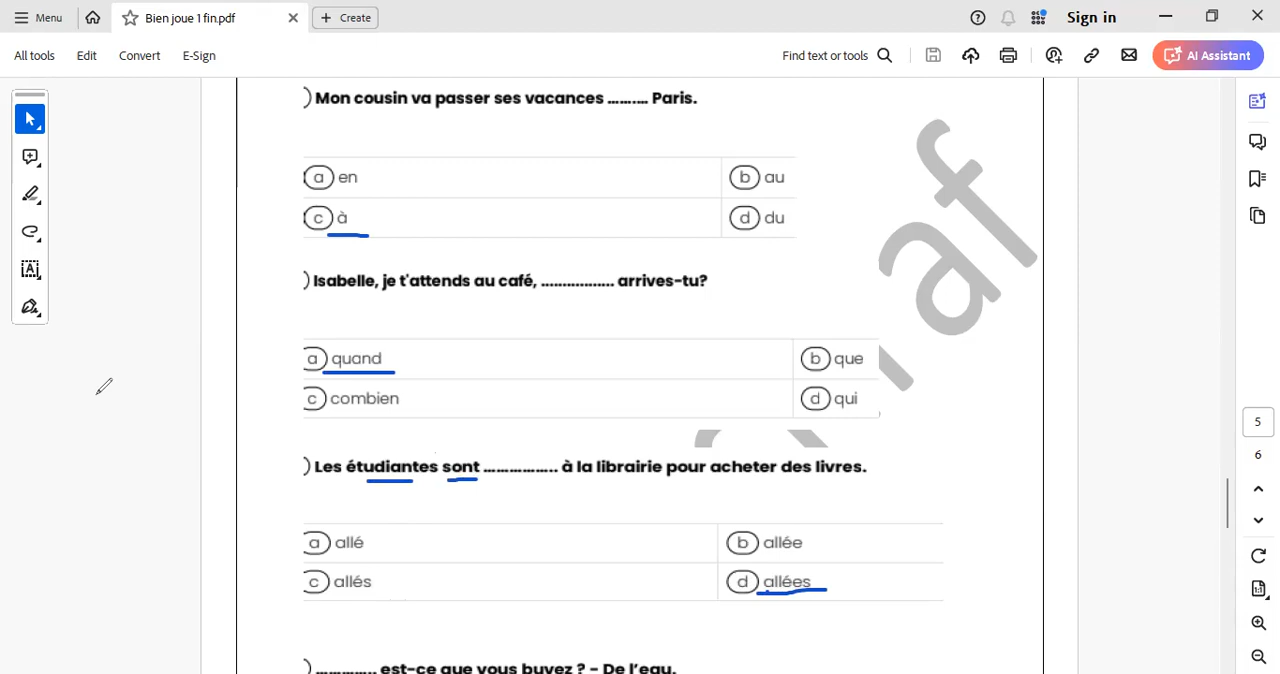 Menu
Bien joue 1 fin.pdf
Create
Sign in
All tools
Edit
Convert
E-Sign
Find text or tools
AI Assistant
) Mon cousin va passer ses vacances ......... Paris.
a en
b au
c à
d du
) Isabelle, je t'attends au café, ................. arrives-tu?
a quand
b que
c combien
d qui
) Les étudiantes sont ................. à la librairie pour acheter des livres.
a allé
b allée
c allés
d allées
) .............. est-ce que vous buvez ? - De l'eau.
5
6
af